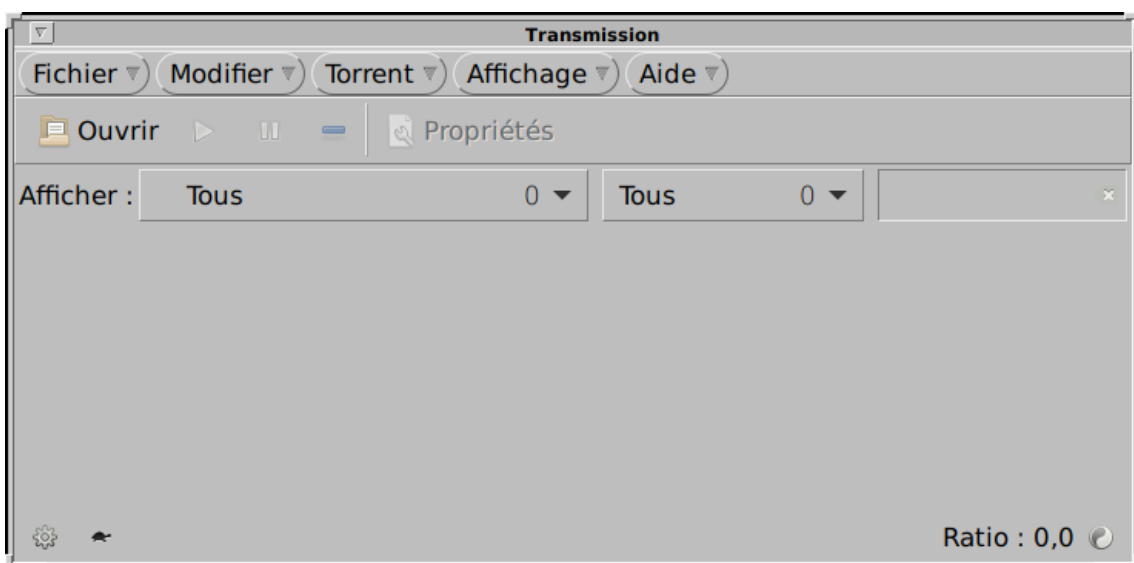 Transmission
Fichier Modifier Torrent Affichage Aide
Ouvrir Propriétés
Afficher : Tous 0 Tous 0
Ratio : 0,0